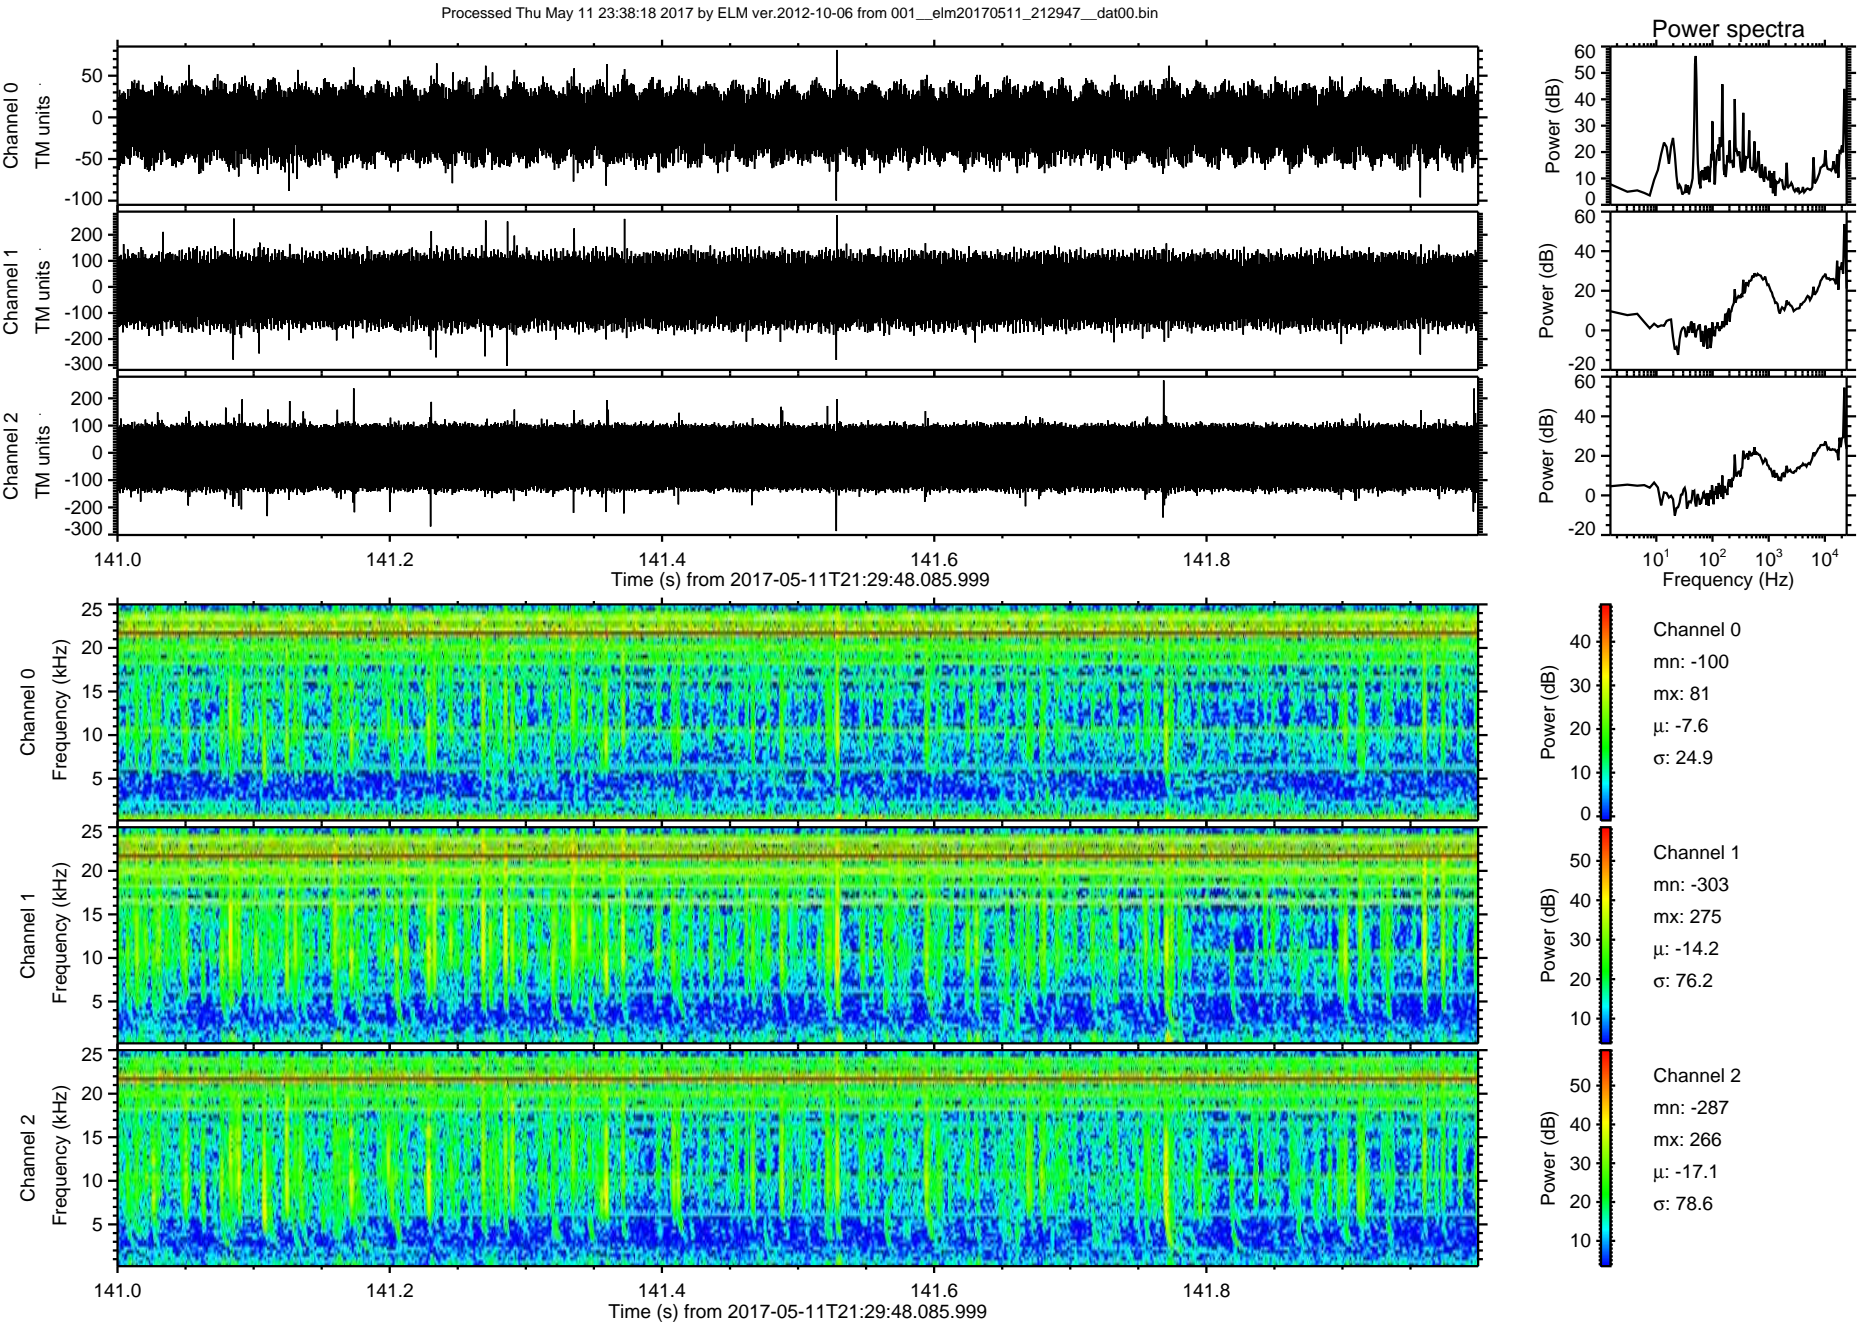 Processed Thu May 11 23:38:18 2017 by ELM ver.2012-10-06 from 001__elm20170511_212947__dat00.bin
Power spectra
Channel 0
TM units
50
0
-50
-100
Power (dB)
60
50
40
30
20
10
0
Channel 1
TM units
200
100
0
-100
-200
-300
Power (dB)
60
40
20
0
-20
Channel 2
TM units
200
100
0
-100
-200
-300
Power (dB)
60
40
20
0
-20
141.0 141.2 141.4 141.6 141.8
Time (s) from 2017-05-11T21:29:48.085.999
10^1 10^2 10^3 10^4
Frequency (Hz)
Channel 0
Frequency (kHz)
25
20
15
10
5
Power (dB)
40
30
20
10
0
Channel 0
mn: -100
mx: 81
μ: -7.6
σ: 24.9
Channel 1
Frequency (kHz)
25
20
15
10
5
Power (dB)
50
40
30
20
10
Channel 1
mn: -303
mx: 275
μ: -14.2
σ: 76.2
Channel 2
Frequency (kHz)
25
20
15
10
5
Power (dB)
50
40
30
20
10
Channel 2
mn: -287
mx: 266
μ: -17.1
σ: 78.6
141.0 141.2 141.4 141.6 141.8
Time (s) from 2017-05-11T21:29:48.085.999